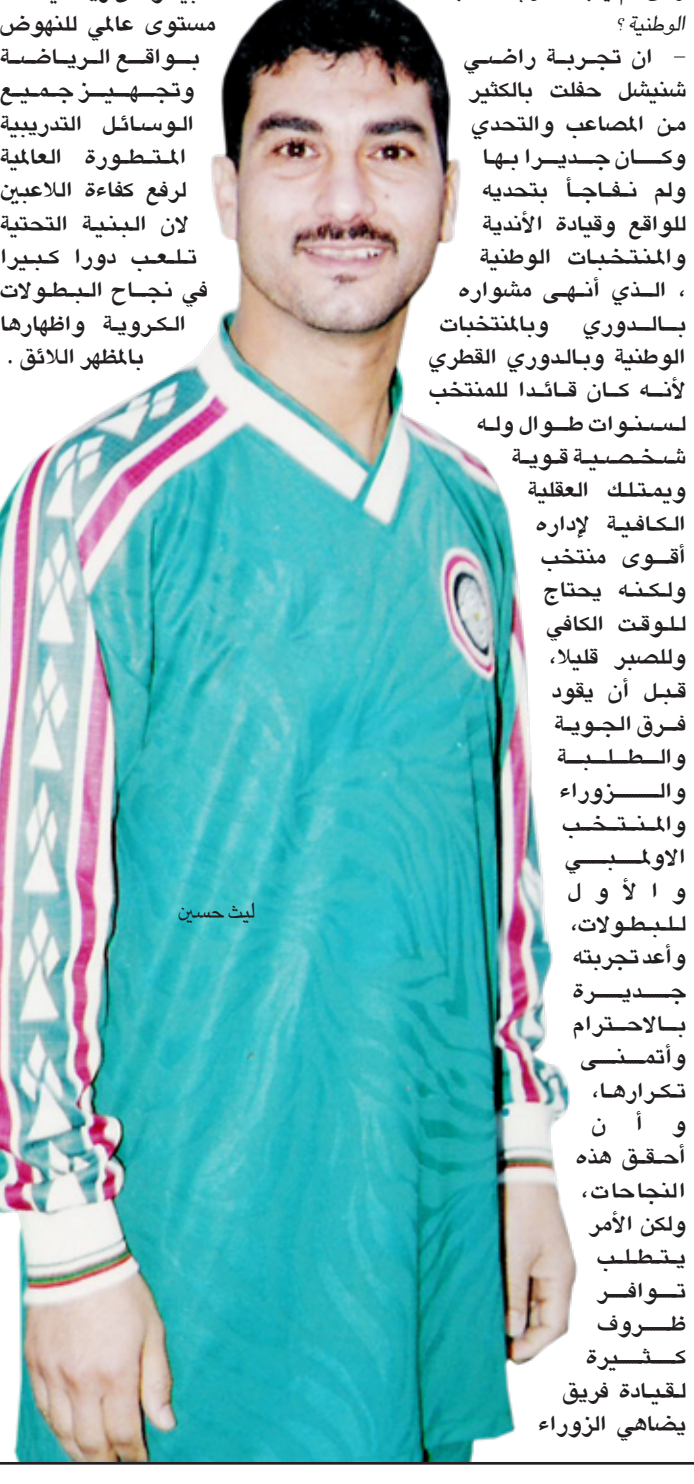 الوطنية ؟
- ان تجربة راضي
شنيشل حفلت بالكثير
من المصاعب والتحدي
وكان جديرا بها
ولم نفاجأ بتحديه
للواقع وقيادة الأندية
والمنتخبات الوطنية
، الذي أنهى مشواره
بالدوري وبالمنتخبات
الوطنية وبالدوري القطري
لأنه كان قائدا للمنتخب
لسنوات طوال وله
شخصية قوية
ويمتلك العقلية
الكافية لإداره
أقوى منتخب
ولكنه يحتاج
للوقت الكافي
وللصبر قليلا،
قبل أن يقود
فرق الجوية
والطلبة
والزوراء
والمنتخب
الاولمبي
والأول
للبطولات،
وأعد تجربته
جديرة
بالاحترام
وأتمنى
تكرارها،
وأن
أحقق هذه
النجاحات،
ولكن الأمر
يتطلب
توافر
ظروف
كثيرة
لقيادة فريق
يضاهي الزوراء
مستوى عالمي للنهوض
بواقع الرياضة
وتجهيز جميع
الوسائل التدريبية
المتطورة العالمية
لرفع كفاءة اللاعبين
لان البنية التحتية
تلعب دورا كبيرا
في نجاح البطولات
الكروية واظهارها
بالمظهر اللائق .
ليث حسين